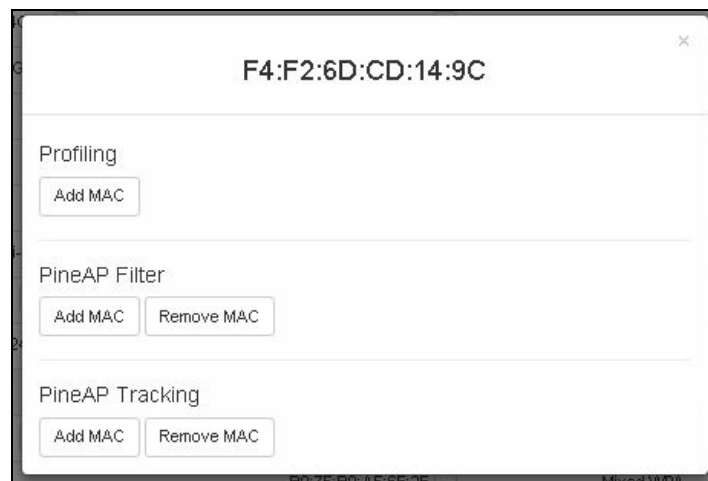 ×
F4:F2:6D:CD:14:9C
Profiling
Add MAC
PineAP Filter
Add MAC Remove MAC
PineAP Tracking
Add MAC Remove MAC